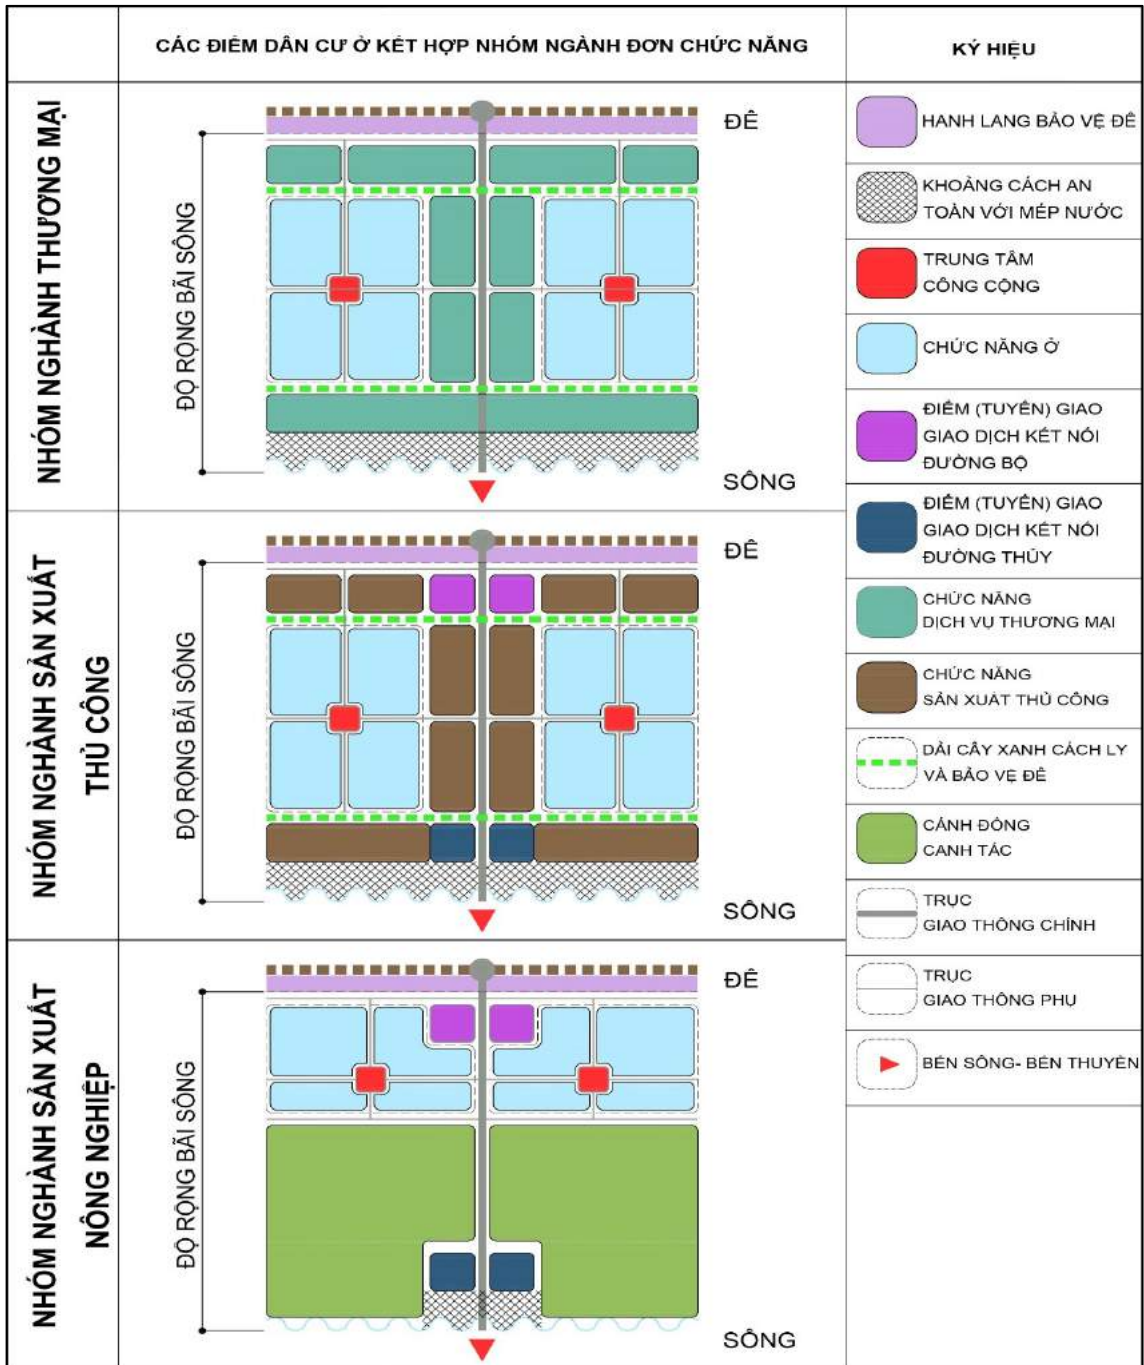 CÁC ĐIỂM DÂN CƯ Ở KẾT HỢP NHÓM NGÀNH ĐƠN CHỨC NĂNG
KÝ HIỆU
NHÓM NGHÀNH THƯƠNG MẠI
ĐỘ RỘNG BÃI SÔNG
ĐÊ
SÔNG
NHÓM NGHÀNH SẢN XUẤT
THỦ CÔNG
ĐỘ RỘNG BÃI SÔNG
ĐÊ
SÔNG
NHÓM NGHÀNH SẢN XUẤT
NÔNG NGHIỆP
ĐỘ RỘNG BÃI SÔNG
ĐÊ
SÔNG
HANH LANG BẢO VỆ ĐÊ
KHOẢNG CÁCH AN
TOÀN VỚI MÉP NƯỚC
TRUNG TÂM
CÔNG CỘNG
CHỨC NĂNG Ở
ĐIỂM (TUYẾN) GIAO
GIAO DỊCH KẾT NỐI
ĐƯỜNG BỘ
ĐIỂM (TUYẾN) GIAO
GIAO DỊCH KẾT NỐI
ĐƯỜNG THỦY
CHỨC NĂNG
DỊCH VỤ THƯƠNG MẠI
CHỨC NĂNG
SẢN XUẤT THỦ CÔNG
DẢI CÂY XANH CÁCH LY
VÀ BẢO VỆ ĐÊ
CÁNH ĐỒNG
CANH TÁC
TRỤC
GIAO THÔNG CHÍNH
TRỤC
GIAO THÔNG PHỤ
BẾN SÔNG- BẾN THUYỀN